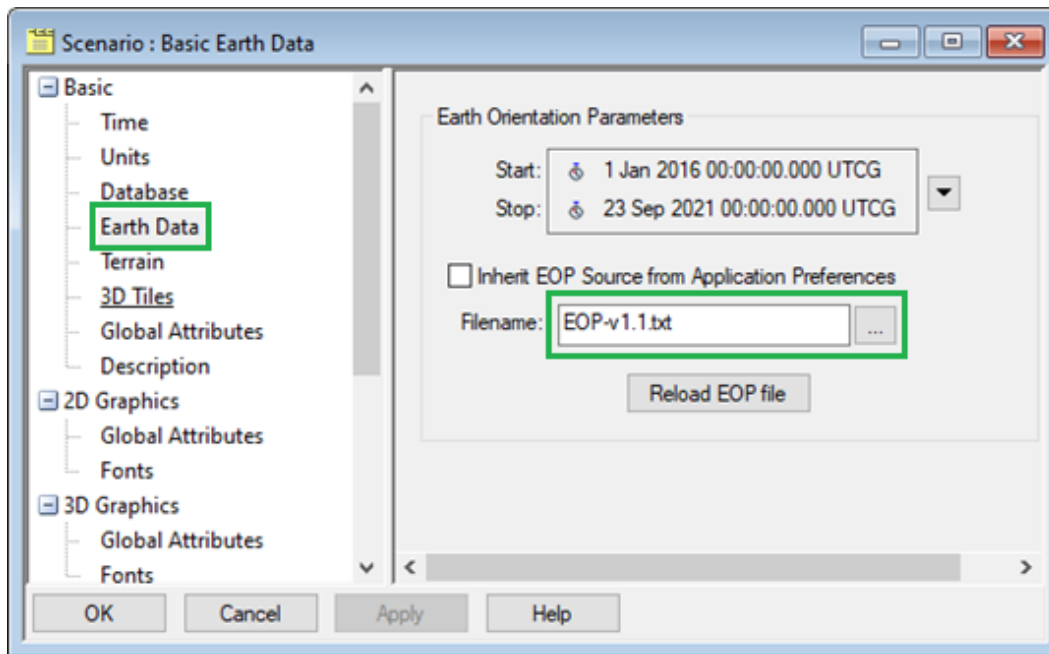 Scenario : Basic Earth Data
Basic
Time
Units
Database
Earth Data
Terrain
3D Tiles
Global Attributes
Description
2D Graphics
Global Attributes
Fonts
3D Graphics
Global Attributes
Fonts
Earth Orientation Parameters
Start: 1 Jan 2016 00:00:00.000 UTCG
Stop: 23 Sep 2021 00:00:00.000 UTCG
Inherit EOP Source from Application Preferences
Filename: EOP-v1.1.txt ...
Reload EOP file
OK Cancel Apply Help